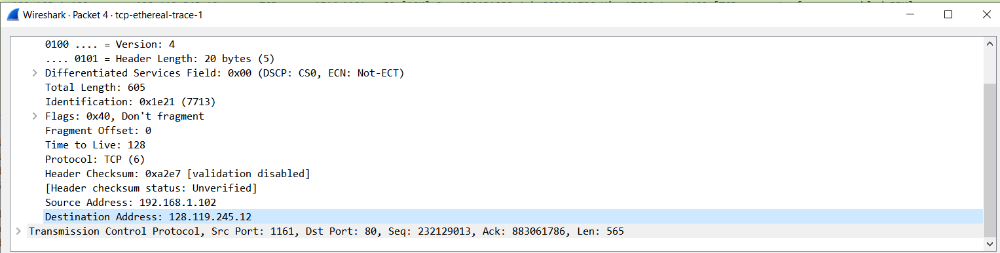 Wireshark · Packet 4 · tcp-ethereal-trace-1
0100 .... = Version: 4
.... 0101 = Header Length: 20 bytes (5)
Differentiated Services Field: 0x00 (DSCP: CS0, ECN: Not-ECT)
Total Length: 605
Identification: 0x1e21 (7713)
Flags: 0x40, Don't fragment
Fragment Offset: 0
Time to Live: 128
Protocol: TCP (6)
Header Checksum: 0xa2e7 [validation disabled]
[Header checksum status: Unverified]
Source Address: 192.168.1.102
Destination Address: 128.119.245.12
Transmission Control Protocol, Src Port: 1161, Dst Port: 80, Seq: 232129013, Ack: 883061786, Len: 565